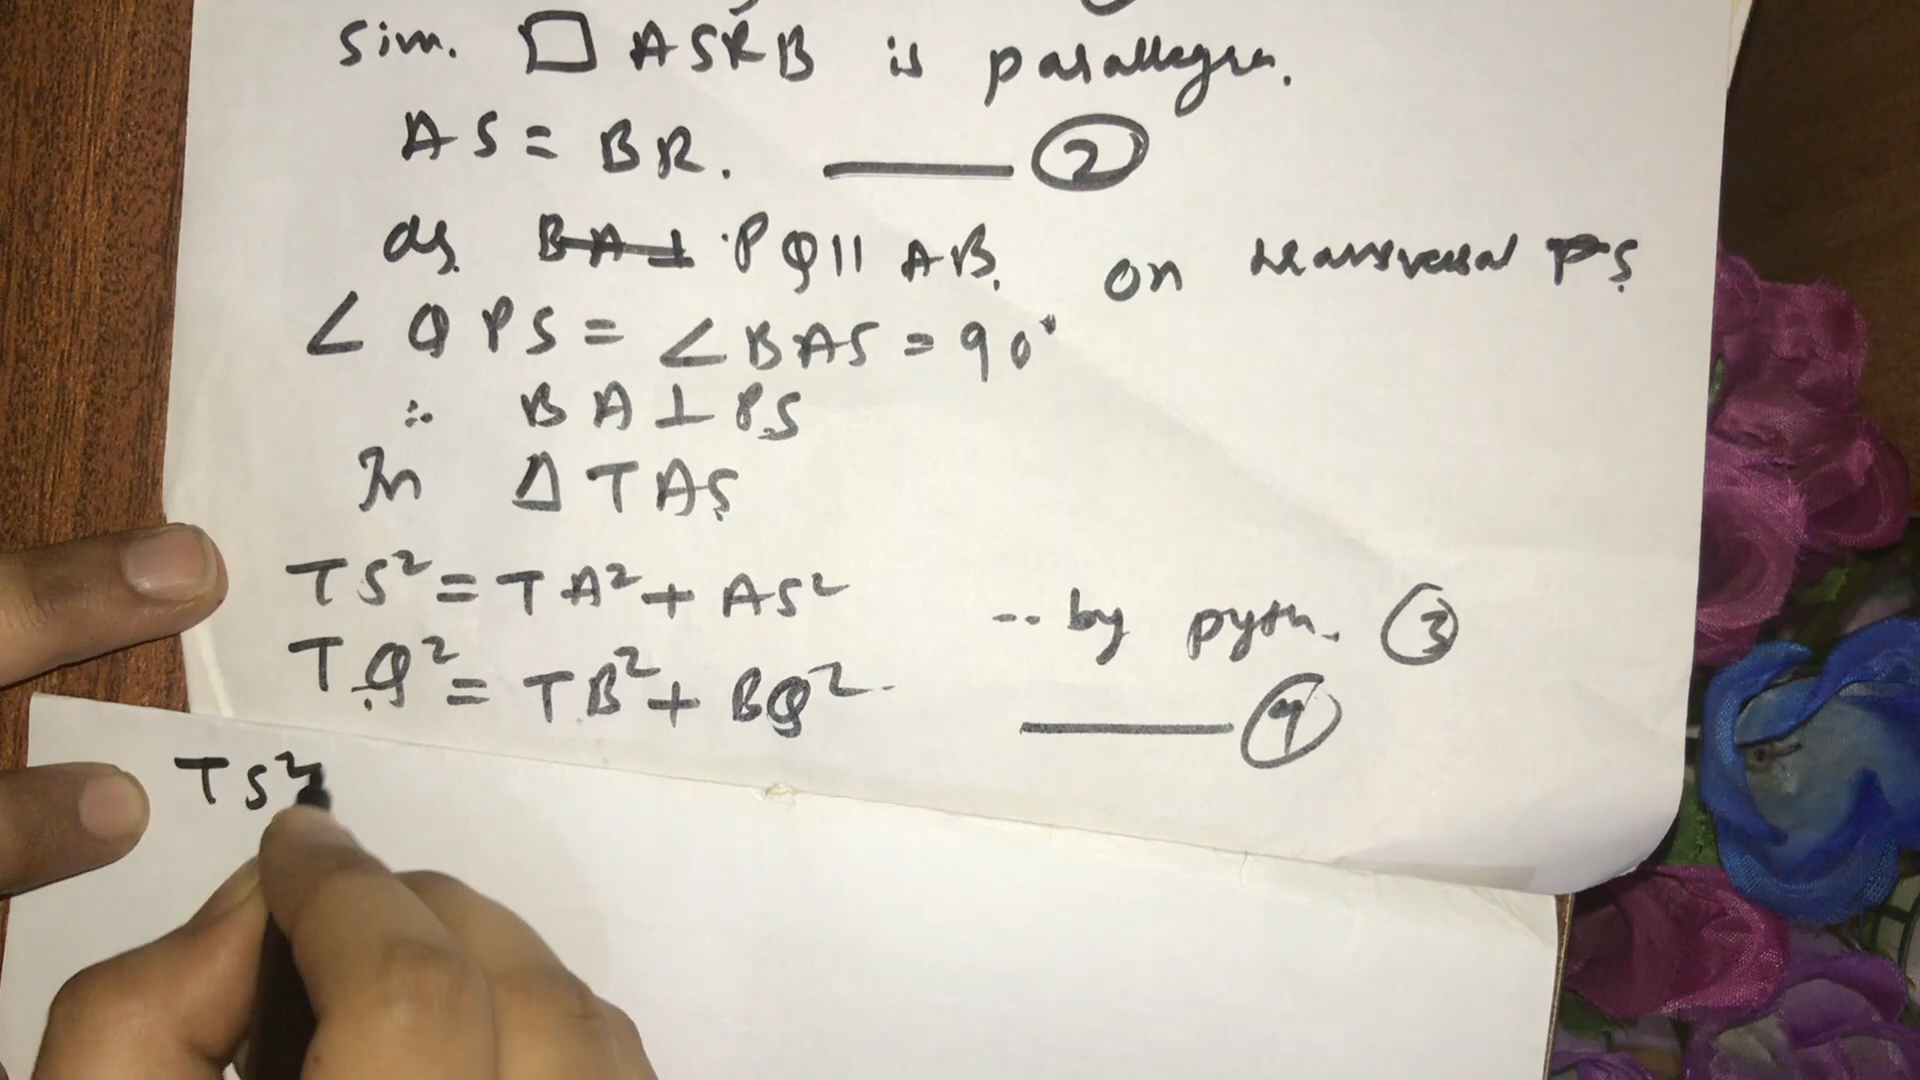 Sim. □ ASRB is parallegm.
AS = BR. ②
as PQ || AB. on transversal PS
∠QPS = ∠BAS = 90°
∴ BA ⊥ PS
In Δ TAS
TS² = TA² + AS² -- by pyth. ③
TQ² = TB² + BQ². ④
TS²